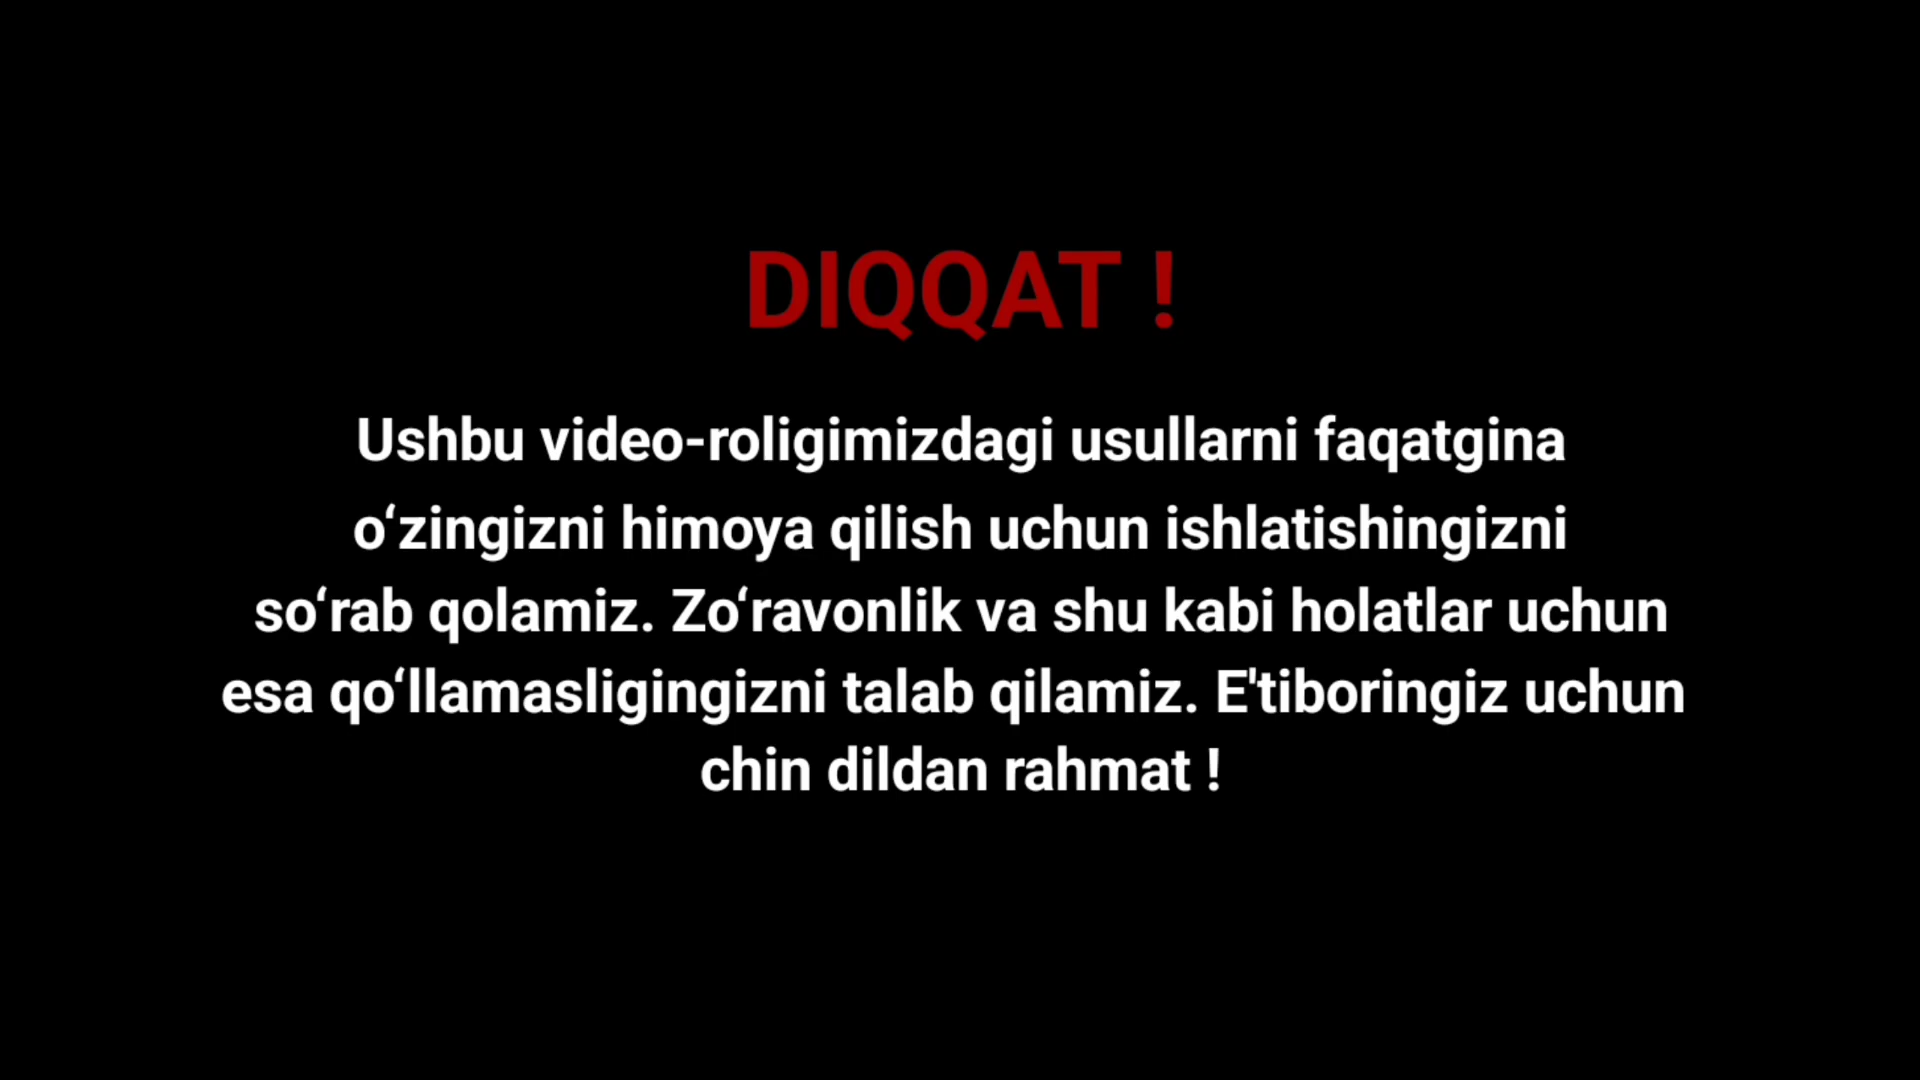 DIQQAT !
Ushbu video-roligimizdagi usullarni faqatgina
o‘zingizni himoya qilish uchun ishlatishingizni
so‘rab qolamiz. Zo‘ravonlik va shu kabi holatlar uchun
esa qo‘llamasligingizni talab qilamiz. E'tiboringiz uchun
chin dildan rahmat !